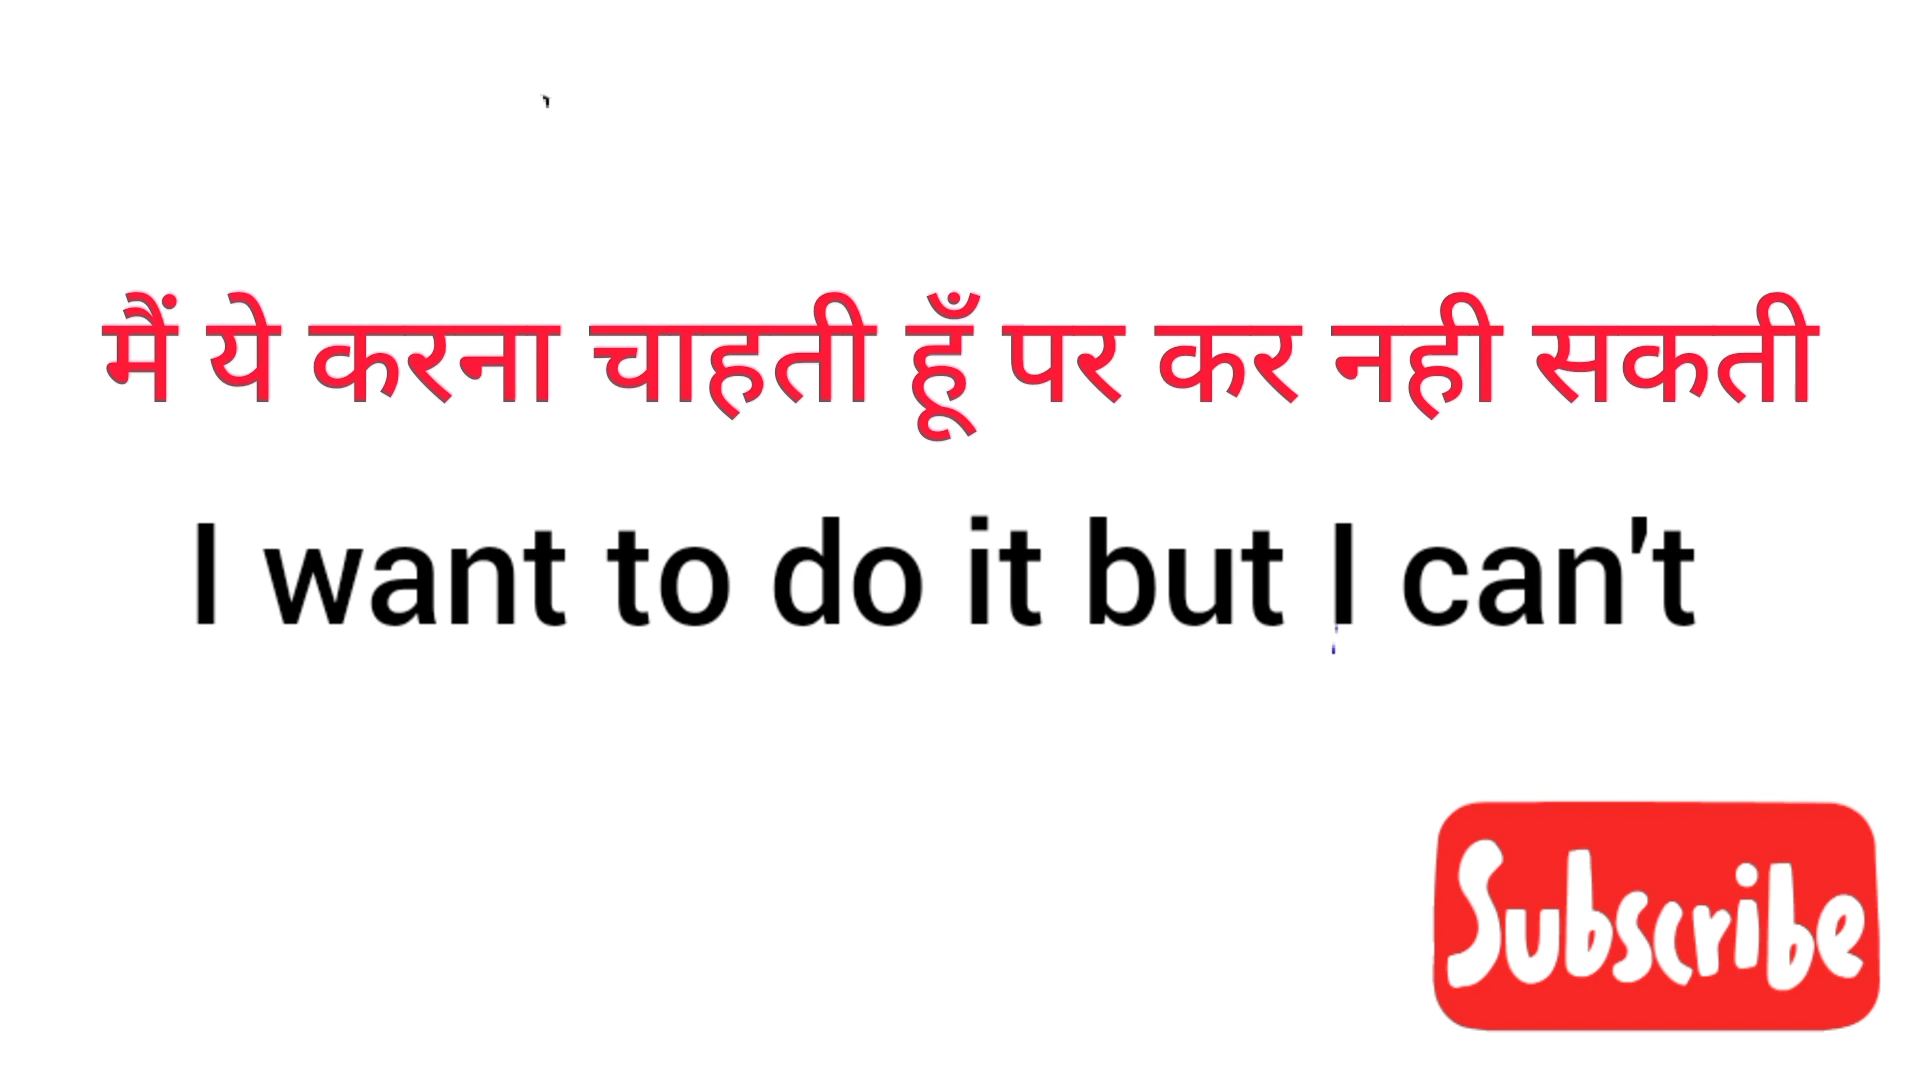 मैं ये करना चाहती हूँ पर कर नही सकती
I want to do it but I can't
Subscribe